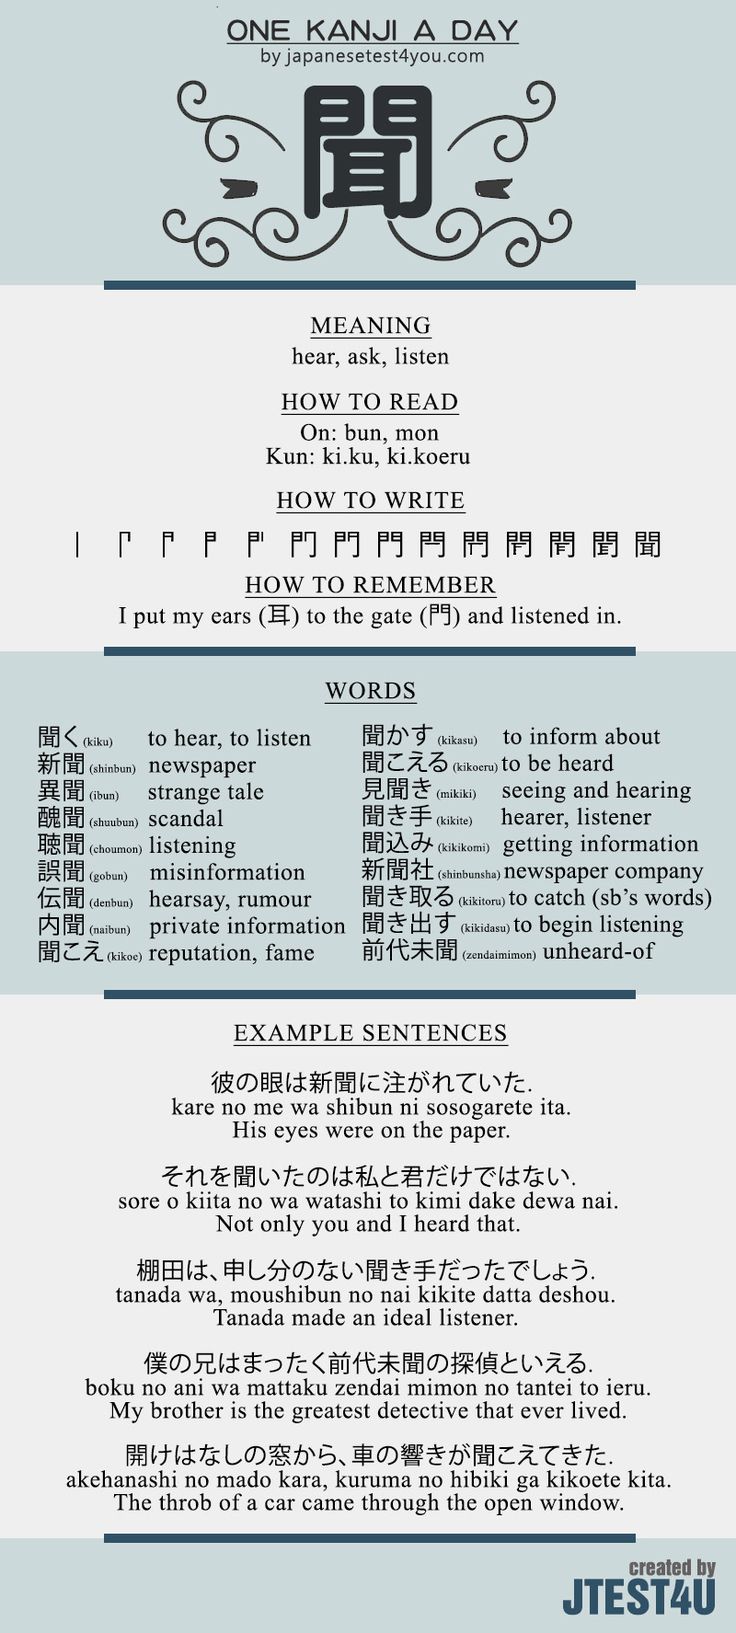 ONE KANJI A DAY
by japanesetest4you.com
聞
MEANING
hear, ask, listen
HOW TO READ
On: bun, mon
Kun: ki.ku, ki.koeru
HOW TO WRITE
HOW TO REMEMBER
I put my ears (耳) to the gate (門) and listened in.
WORDS
聞く (kiku) to hear, to listen
新聞 (shinbun) newspaper
異聞 (ibun) strange tale
醜聞 (shuubun) scandal
聴聞 (choumon) listening
誤聞 (gobun) misinformation
伝聞 (denbun) hearsay, rumour
内聞 (naibun) private information
聞こえ (kikoe) reputation, fame
聞かす (kikasu) to inform about
聞こえる (kikoeru) to be heard
見聞き (mikiki) seeing and hearing
聞き手 (kikite) hearer, listener
聞込み (kikikomi) getting information
新聞社 (shinbunsha) newspaper company
聞き取る (kikitoru) to catch (sb's words)
聞き出す (kikidasu) to begin listening
前代未聞 (zendaimimon) unheard-of
EXAMPLE SENTENCES
彼の眼は新聞に注がれていた.
kare no me wa shibun ni sosogarete ita.
His eyes were on the paper.
それを聞いたのは私と君だけではない.
sore o kiita no wa watashi to kimi dake dewa nai.
Not only you and I heard that.
棚田は、申し分のない聞き手だったでしょう.
tanada wa, moushibun no nai kikite datta deshou.
Tanada made an ideal listener.
僕の兄はまったく前代未聞の探偵といえる.
boku no ani wa mattaku zendai mimon no tantei to ieru.
My brother is the greatest detective that ever lived.
開けはなしの窓から、車の響きが聞こえてきた.
akehanashi no mado kara, kuruma no hibiki ga kikoete kita.
The throb of a car came through the open window.
created by
JTEST4U